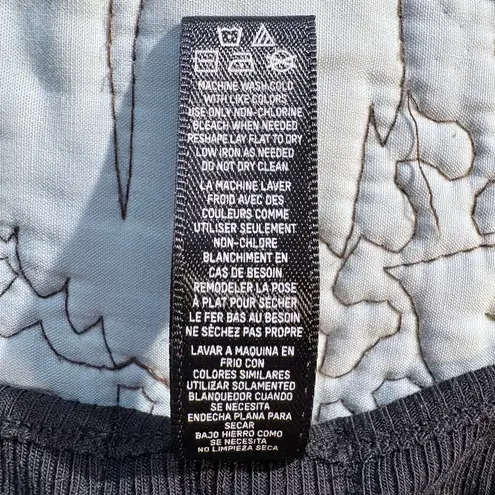 MACHINE WASH COLD
WITH LIKE COLORS
USE ONLY NON-CHLORINE
BLEACH WHEN NEEDED
RESHAPE LAY FLAT TO DRY
LOW IRON AS NEEDED
DO NOT DRY CLEAN
LA MACHINE LAVER
FROID AVEC DES
COULEURS COMME
UTILISER SEULEMENT
NON-CHLORE
BLANCHIMENT EN
CAS DE BESOIN
REMODELER LA POSE
À PLAT POUR SÉCHER
LE FER BAS AU BESOIN
NE SÈCHEZ PAS PROPRE
LAVAR A MAQUINA EN
FRIO CON
COLORES SIMILARES
UTILIZAR SOLAMENTED
BLANQUEDOR CUANDO
SE NECESITA
ENDECHA PLANA PARA
SECAR
BAJO HIERRO COMO
SE NECESITA
NO LIMPIEZA SECA